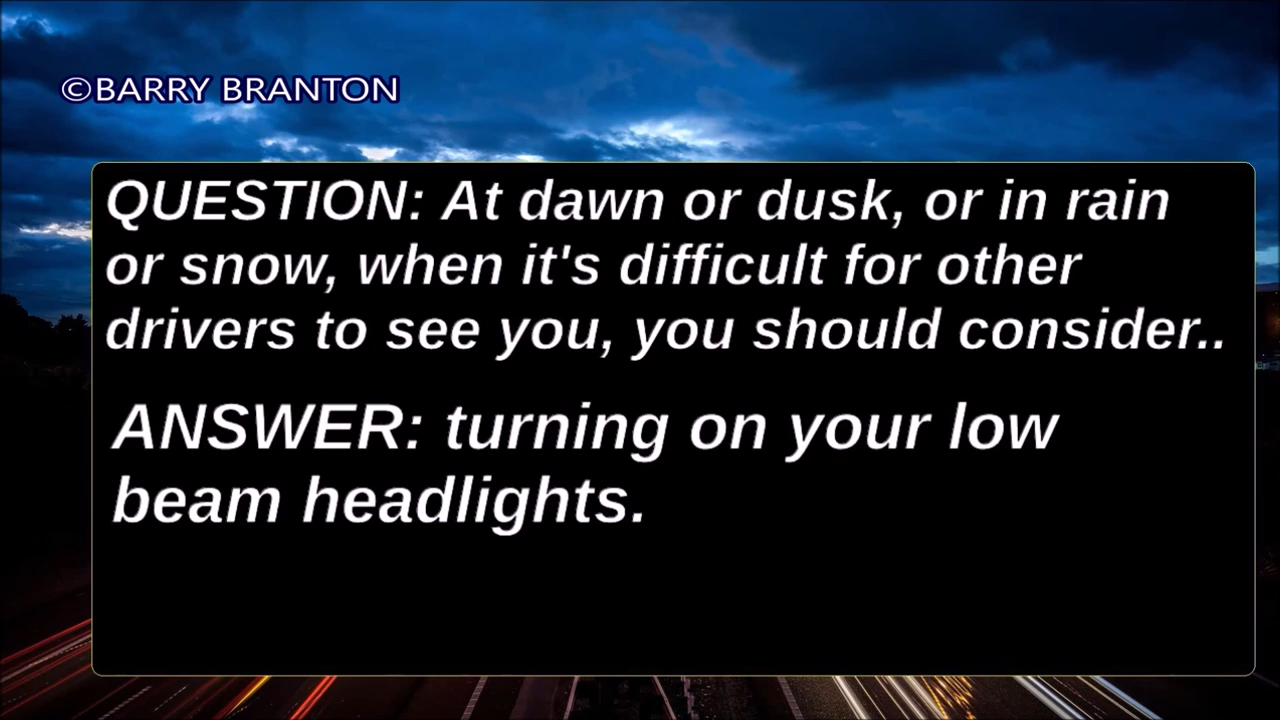 ©BARRY BRANTON
QUESTION: At dawn or dusk, or in rain
or snow, when it's difficult for other
drivers to see you, you should consider..
ANSWER: turning on your low
beam headlights.